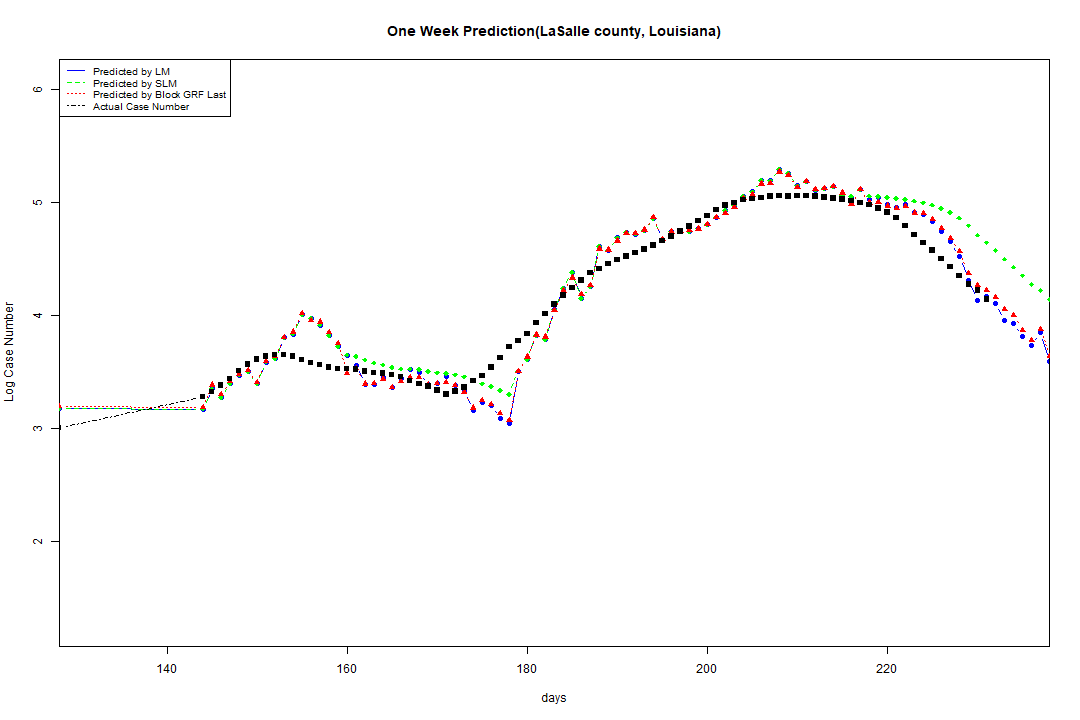 One Week Prediction(LaSalle county, Louisiana)
Predicted by LM
Predicted by SLM
Predicted by Block GRF Last
Actual Case Number
6
5
4
3
2
Log Case Number
140 160 180 200 220
days